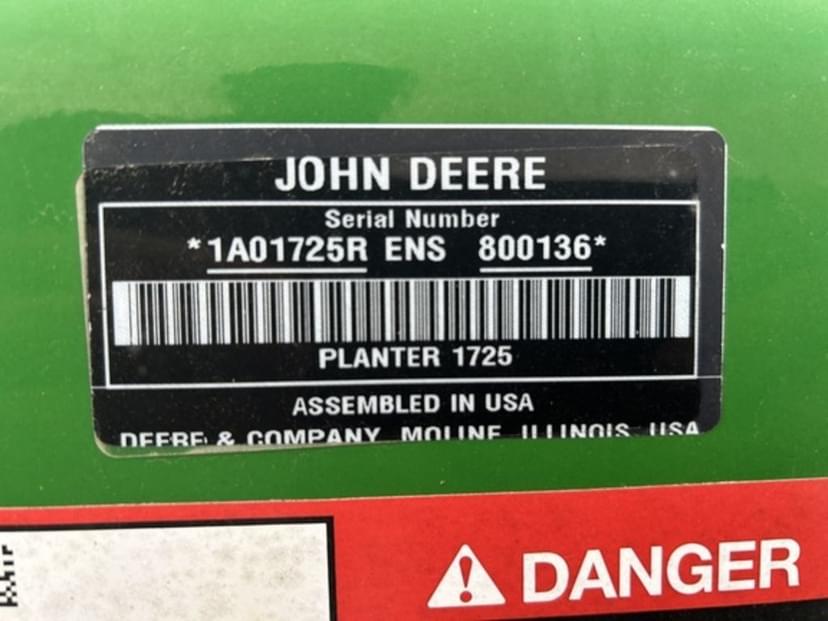 JOHN DEERE
Serial Number
*1A01725R ENS 800136*
PLANTER 1725
ASSEMBLED IN USA
DEERE & COMPANY MOLINE ILLINOIS USA
DANGER